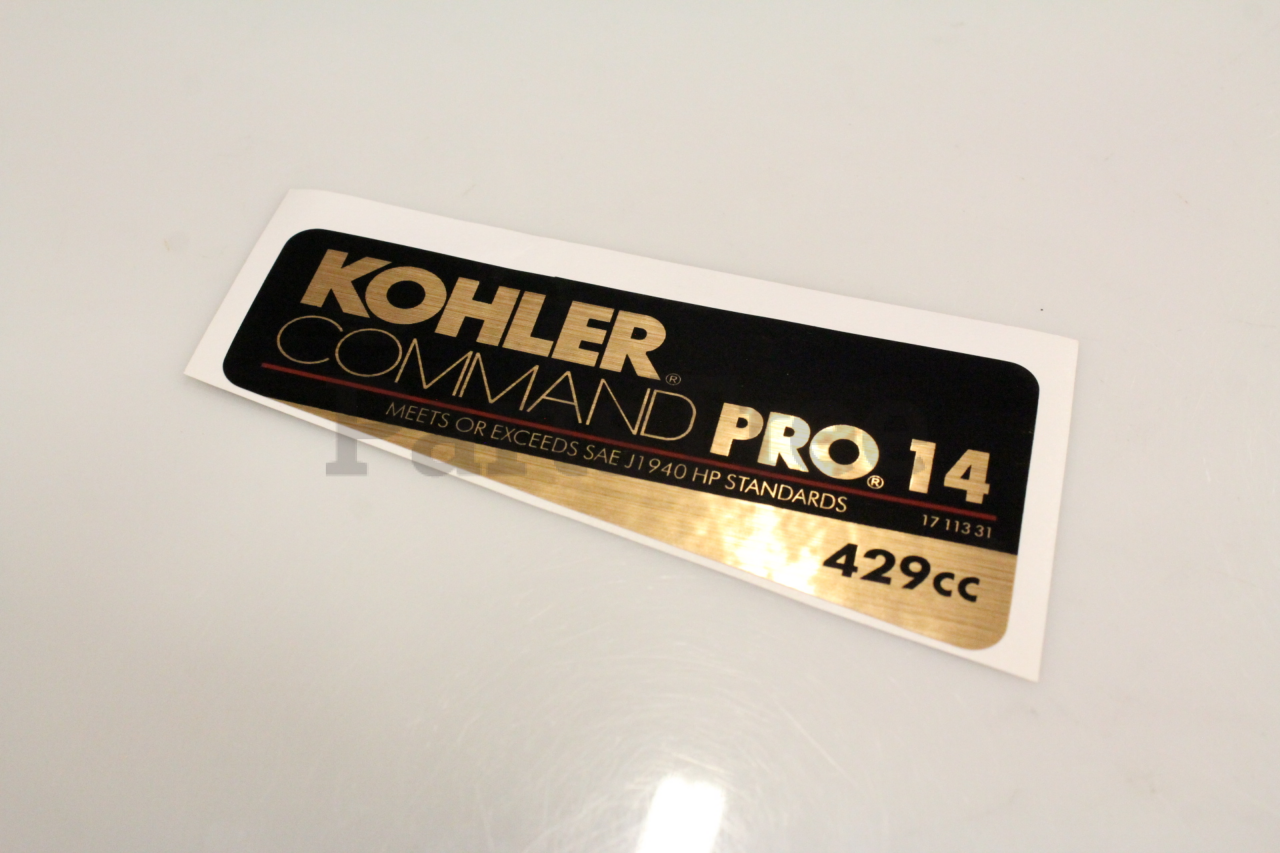 KOHLER®
COMMAND PRO® 14
MEETS OR EXCEEDS SAE J1940 HP STANDARDS
17 113 31
429cc